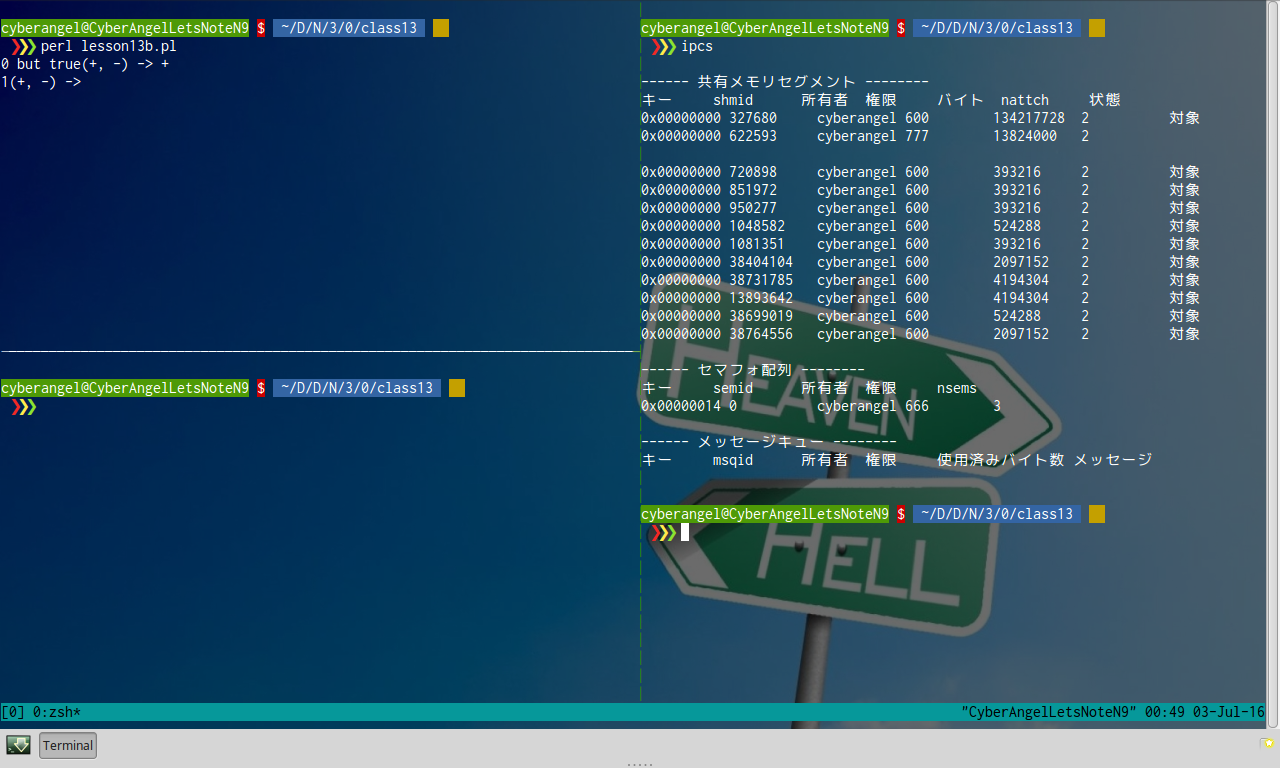 cyberangel@CyberAngelLetsNoteN9 $ ~/D/N/3/0/class13
❯❯❯ perl lesson13b.pl
0 but true(+, -) -> +
1(+, -) ->
cyberangel@CyberAngelLetsNoteN9 $ ~/D/D/N/3/0/class13
❯❯❯
cyberangel@CyberAngelLetsNoteN9 $ ~/D/D/N/3/0/class13
❯❯❯ ipcs
------ 共有メモリセグメント --------
キー shmid 所有者 権限 バイト nattch 状態
0x00000000 327680 cyberangel 600 134217728 2 対象
0x00000000 622593 cyberangel 777 13824000 2
0x00000000 720898 cyberangel 600 393216 2 対象
0x00000000 851972 cyberangel 600 393216 2 対象
0x00000000 950277 cyberangel 600 393216 2 対象
0x00000000 1048582 cyberangel 600 524288 2 対象
0x00000000 1081351 cyberangel 600 393216 2 対象
0x00000000 38404104 cyberangel 600 2097152 2 対象
0x00000000 38731785 cyberangel 600 4194304 2 対象
0x00000000 13893642 cyberangel 600 4194304 2 対象
0x00000000 38699019 cyberangel 600 524288 2 対象
0x00000000 38764556 cyberangel 600 2097152 2 対象
------ セマフォ配列 --------
キー semid 所有者 権限 nsems
0x00000014 0 cyberangel 666 3
------ メッセージキュー --------
キー msqid 所有者 権限 使用済みバイト数 メッセージ
cyberangel@CyberAngelLetsNoteN9 $ ~/D/D/N/3/0/class13
❯❯❯
HEAVEN
HELL
[0] 0:zsh* "CyberAngelLetsNoteN9" 00:49 03-Jul-16
Terminal